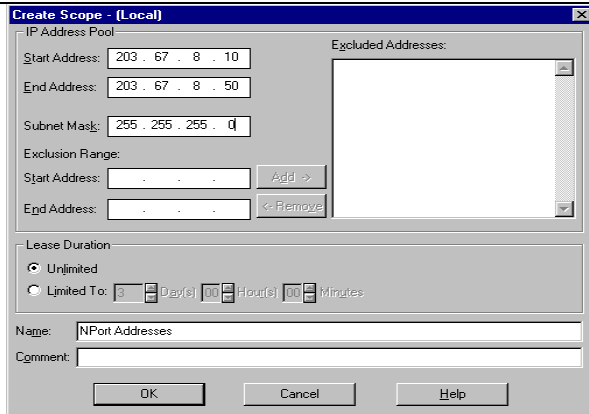 Create Scope - (Local)
IP Address Pool
Start Address: 203 . 67 . 8 . 10
End Address: 203 . 67 . 8 . 50
Subnet Mask: 255 . 255 . 255 . 0
Exclusion Range:
Start Address: . . .
End Address: . . .
Add ->
<- Remove
Excluded Addresses:
Lease Duration
Unlimited
Limited To: 3 Day(s) 00 Hour(s) 00 Minutes
Name: NPort Addresses
Comment:
OK Cancel Help